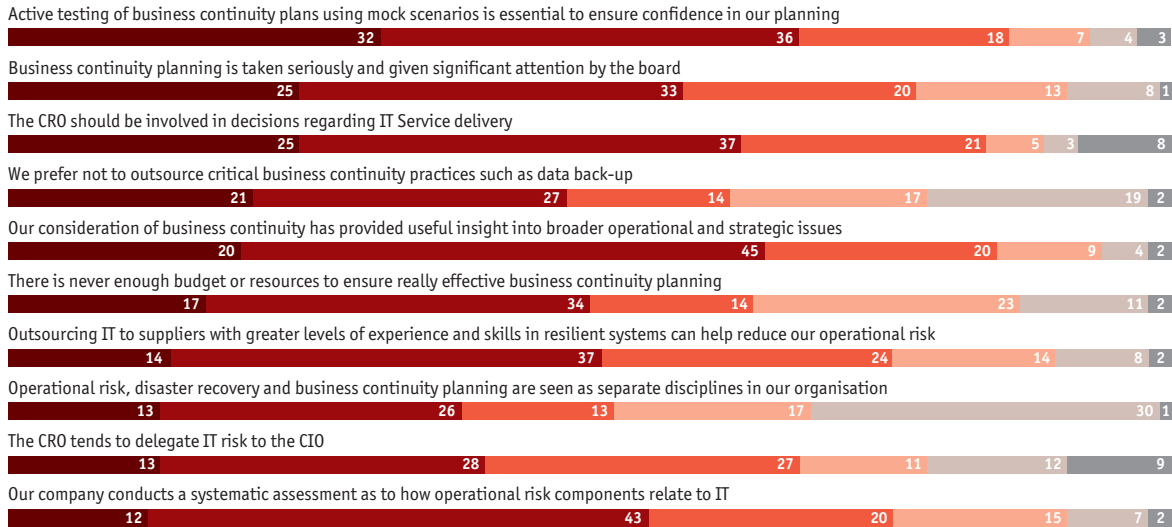 Active testing of business continuity plans using mock scenarios is essential to ensure confidence in our planning
32 36 18 7 4 3
Business continuity planning is taken seriously and given significant attention by the board
25 33 20 13 8 1
The CRO should be involved in decisions regarding IT Service delivery
25 37 21 5 3 8
We prefer not to outsource critical business continuity practices such as data back-up
21 27 14 17 19 2
Our consideration of business continuity has provided useful insight into broader operational and strategic issues
20 45 20 9 4 2
There is never enough budget or resources to ensure really effective business continuity planning
17 34 14 23 11 2
Outsourcing IT to suppliers with greater levels of experience and skills in resilient systems can help reduce our operational risk
14 37 24 14 8 2
Operational risk, disaster recovery and business continuity planning are seen as separate disciplines in our organisation
13 26 13 17 30 1
The CRO tends to delegate IT risk to the CIO
13 28 27 11 12 9
Our company conducts a systematic assessment as to how operational risk components relate to IT
12 43 20 15 7 2